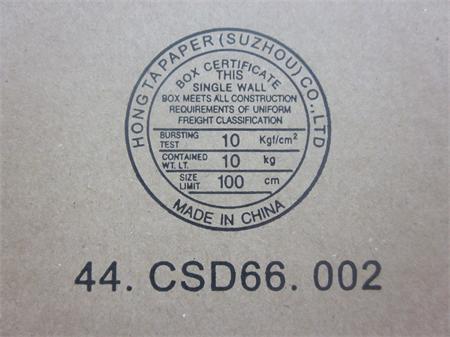 HONG TA PAPER (SUZHOU) CO., LTD
BOX CERTIFICATE
THIS
SINGLE WALL
BOX MEETS ALL CONSTRUCTION
REQUIREMENTS OF UNIFORM
FREIGHT CLASSIFICATION
BURSTING TEST 10 Kgf/cm²
CONTAINED WT. LT. 10 kg
SIZE LIMIT 100 cm
MADE IN CHINA
44. CSD66. 002